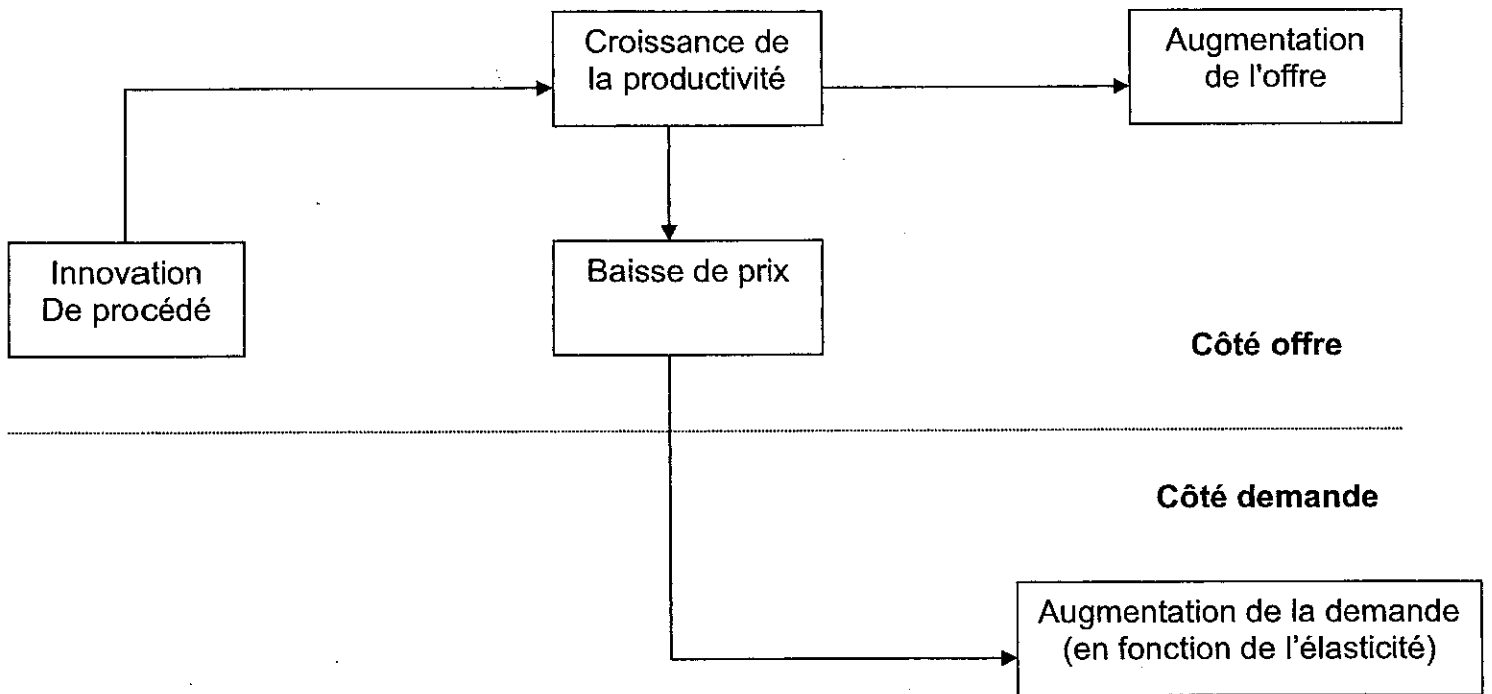 Croissance de
la productivité
Augmentation
de l'offre
Innovation
De procédé
Baisse de prix
Côté offre
Côté demande
Augmentation de la demande
(en fonction de l'élasticité)